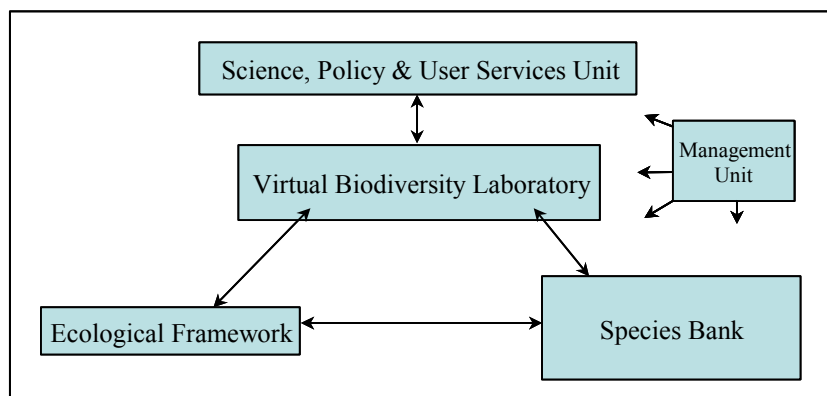 Science, Policy & User Services Unit
Virtual Biodiversity Laboratory
Management
Unit
Ecological Framework
Species Bank